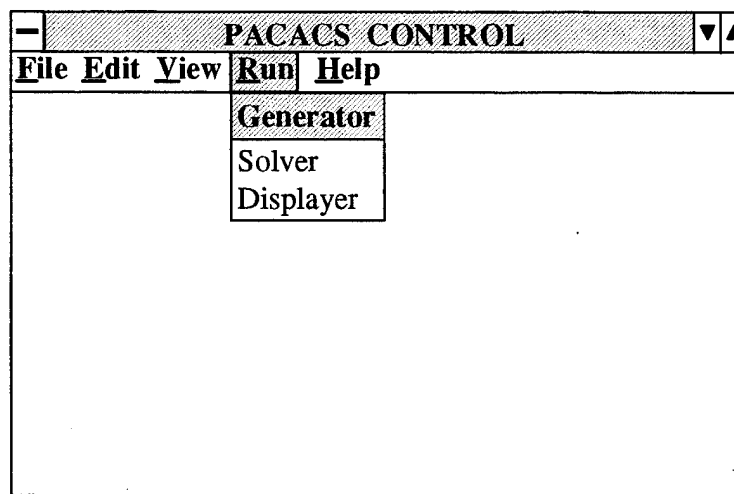 PACACS CONTROL
File Edit View Run Help
Generator
Solver
Displayer